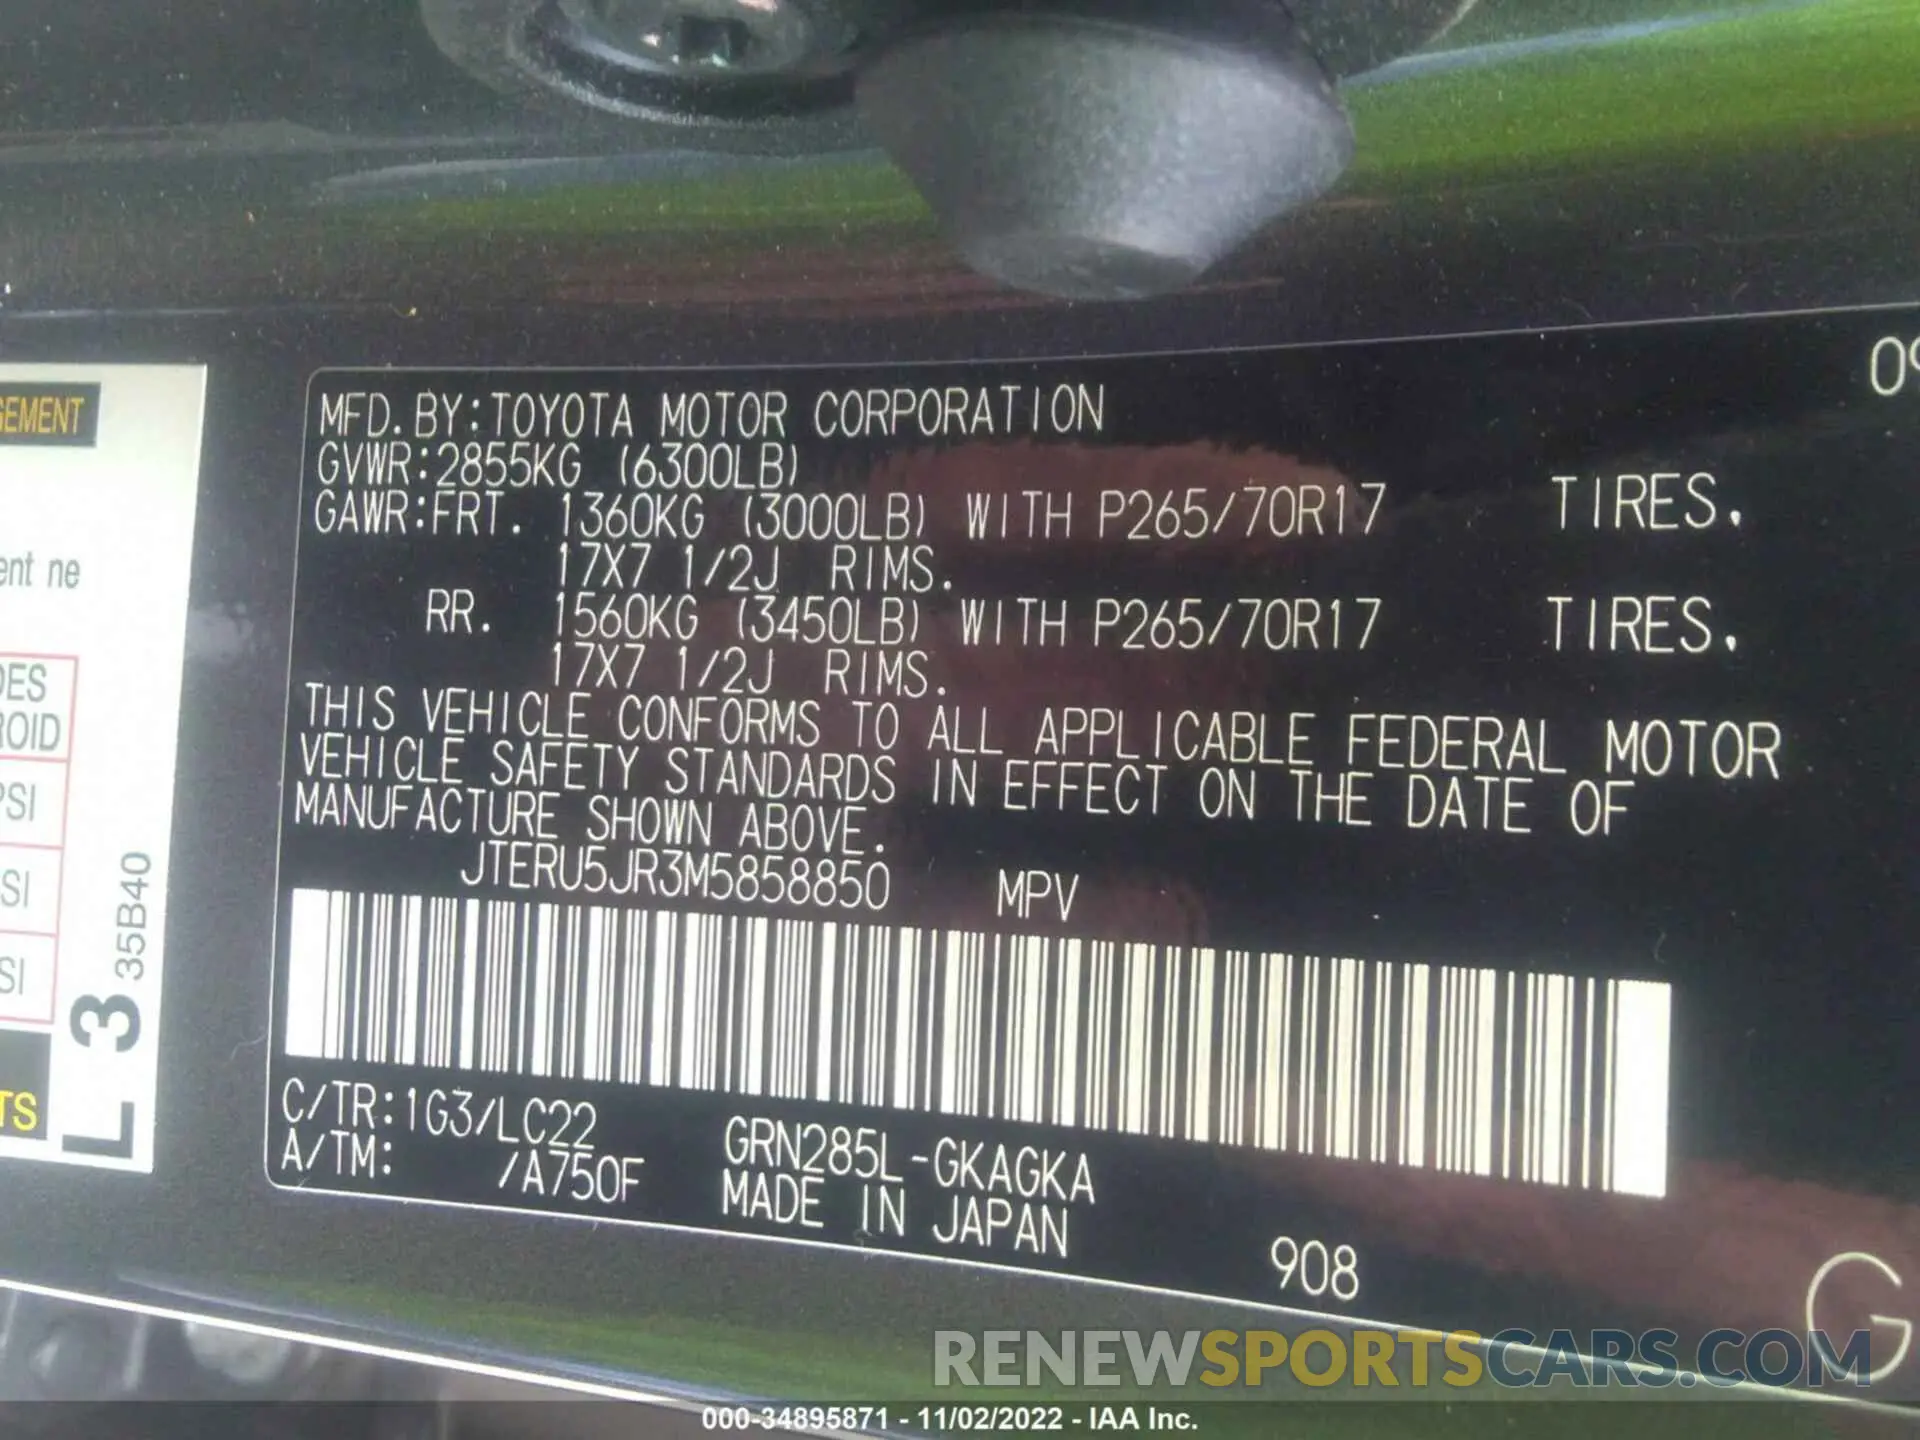 09
MFD.BY:TOYOTA MOTOR CORPORATION
GVWR:2855KG (6300LB)
GAWR:FRT. 1360KG (3000LB) WITH P265/70R17 TIRES,
17X7 1/2J RIMS.
RR. 1560KG (3450LB) WITH P265/70R17 TIRES,
17X7 1/2J RIMS.
THIS VEHICLE CONFORMS TO ALL APPLICABLE FEDERAL MOTOR
VEHICLE SAFETY STANDARDS IN EFFECT ON THE DATE OF
MANUFACTURE SHOWN ABOVE.
JTERU5JR3M5858850 MPV
C/TR:1G3/LC22
A/TM: /A750F
GRN285L-GKAGKA
MADE IN JAPAN
908
G
GEMENT
ent ne
DES
ROID
PSI
SI
SI
TS
L 3
35B40
RENEWSPORTSCARS.COM
000-34895871 - 11/02/2022 - IAA Inc.